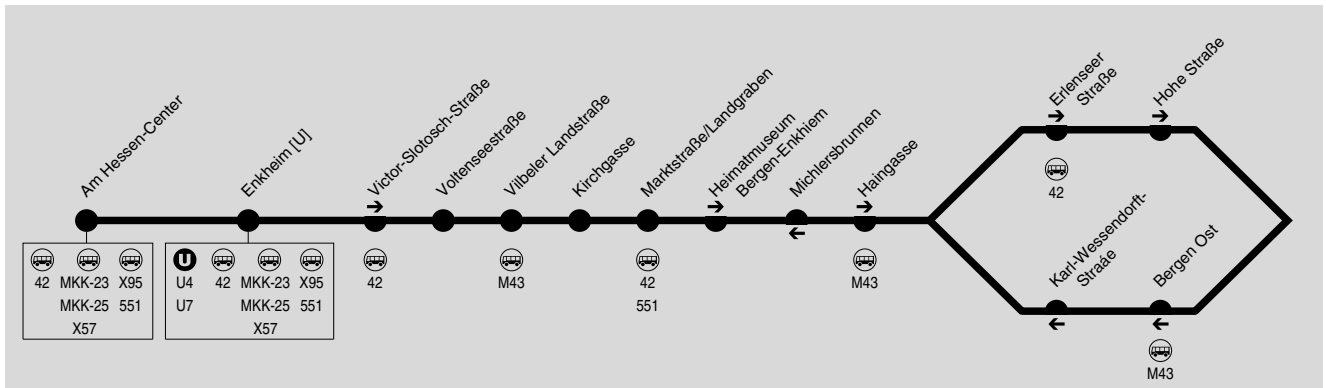 Am Hessen-Center
Enkheim [U]
Victor-Slotosch-Straße
Voltenseestraße
Vilbeler Landstraße
Kirchgasse
Marktstraße/Landgraben
Heimatmuseum
Bergen-Enkhiem
Michlersbrunnen
Haingasse
Erlenseer
Straße
Hohe Straße
Karl-Wessendorft-
Straáe
Bergen Ost
42 MKK-23 X95
MKK-25 551
X57
U
U4 42 MKK-23 X95
U7 MKK-25 551
X57
42
M43
42
551
M43
42
M43